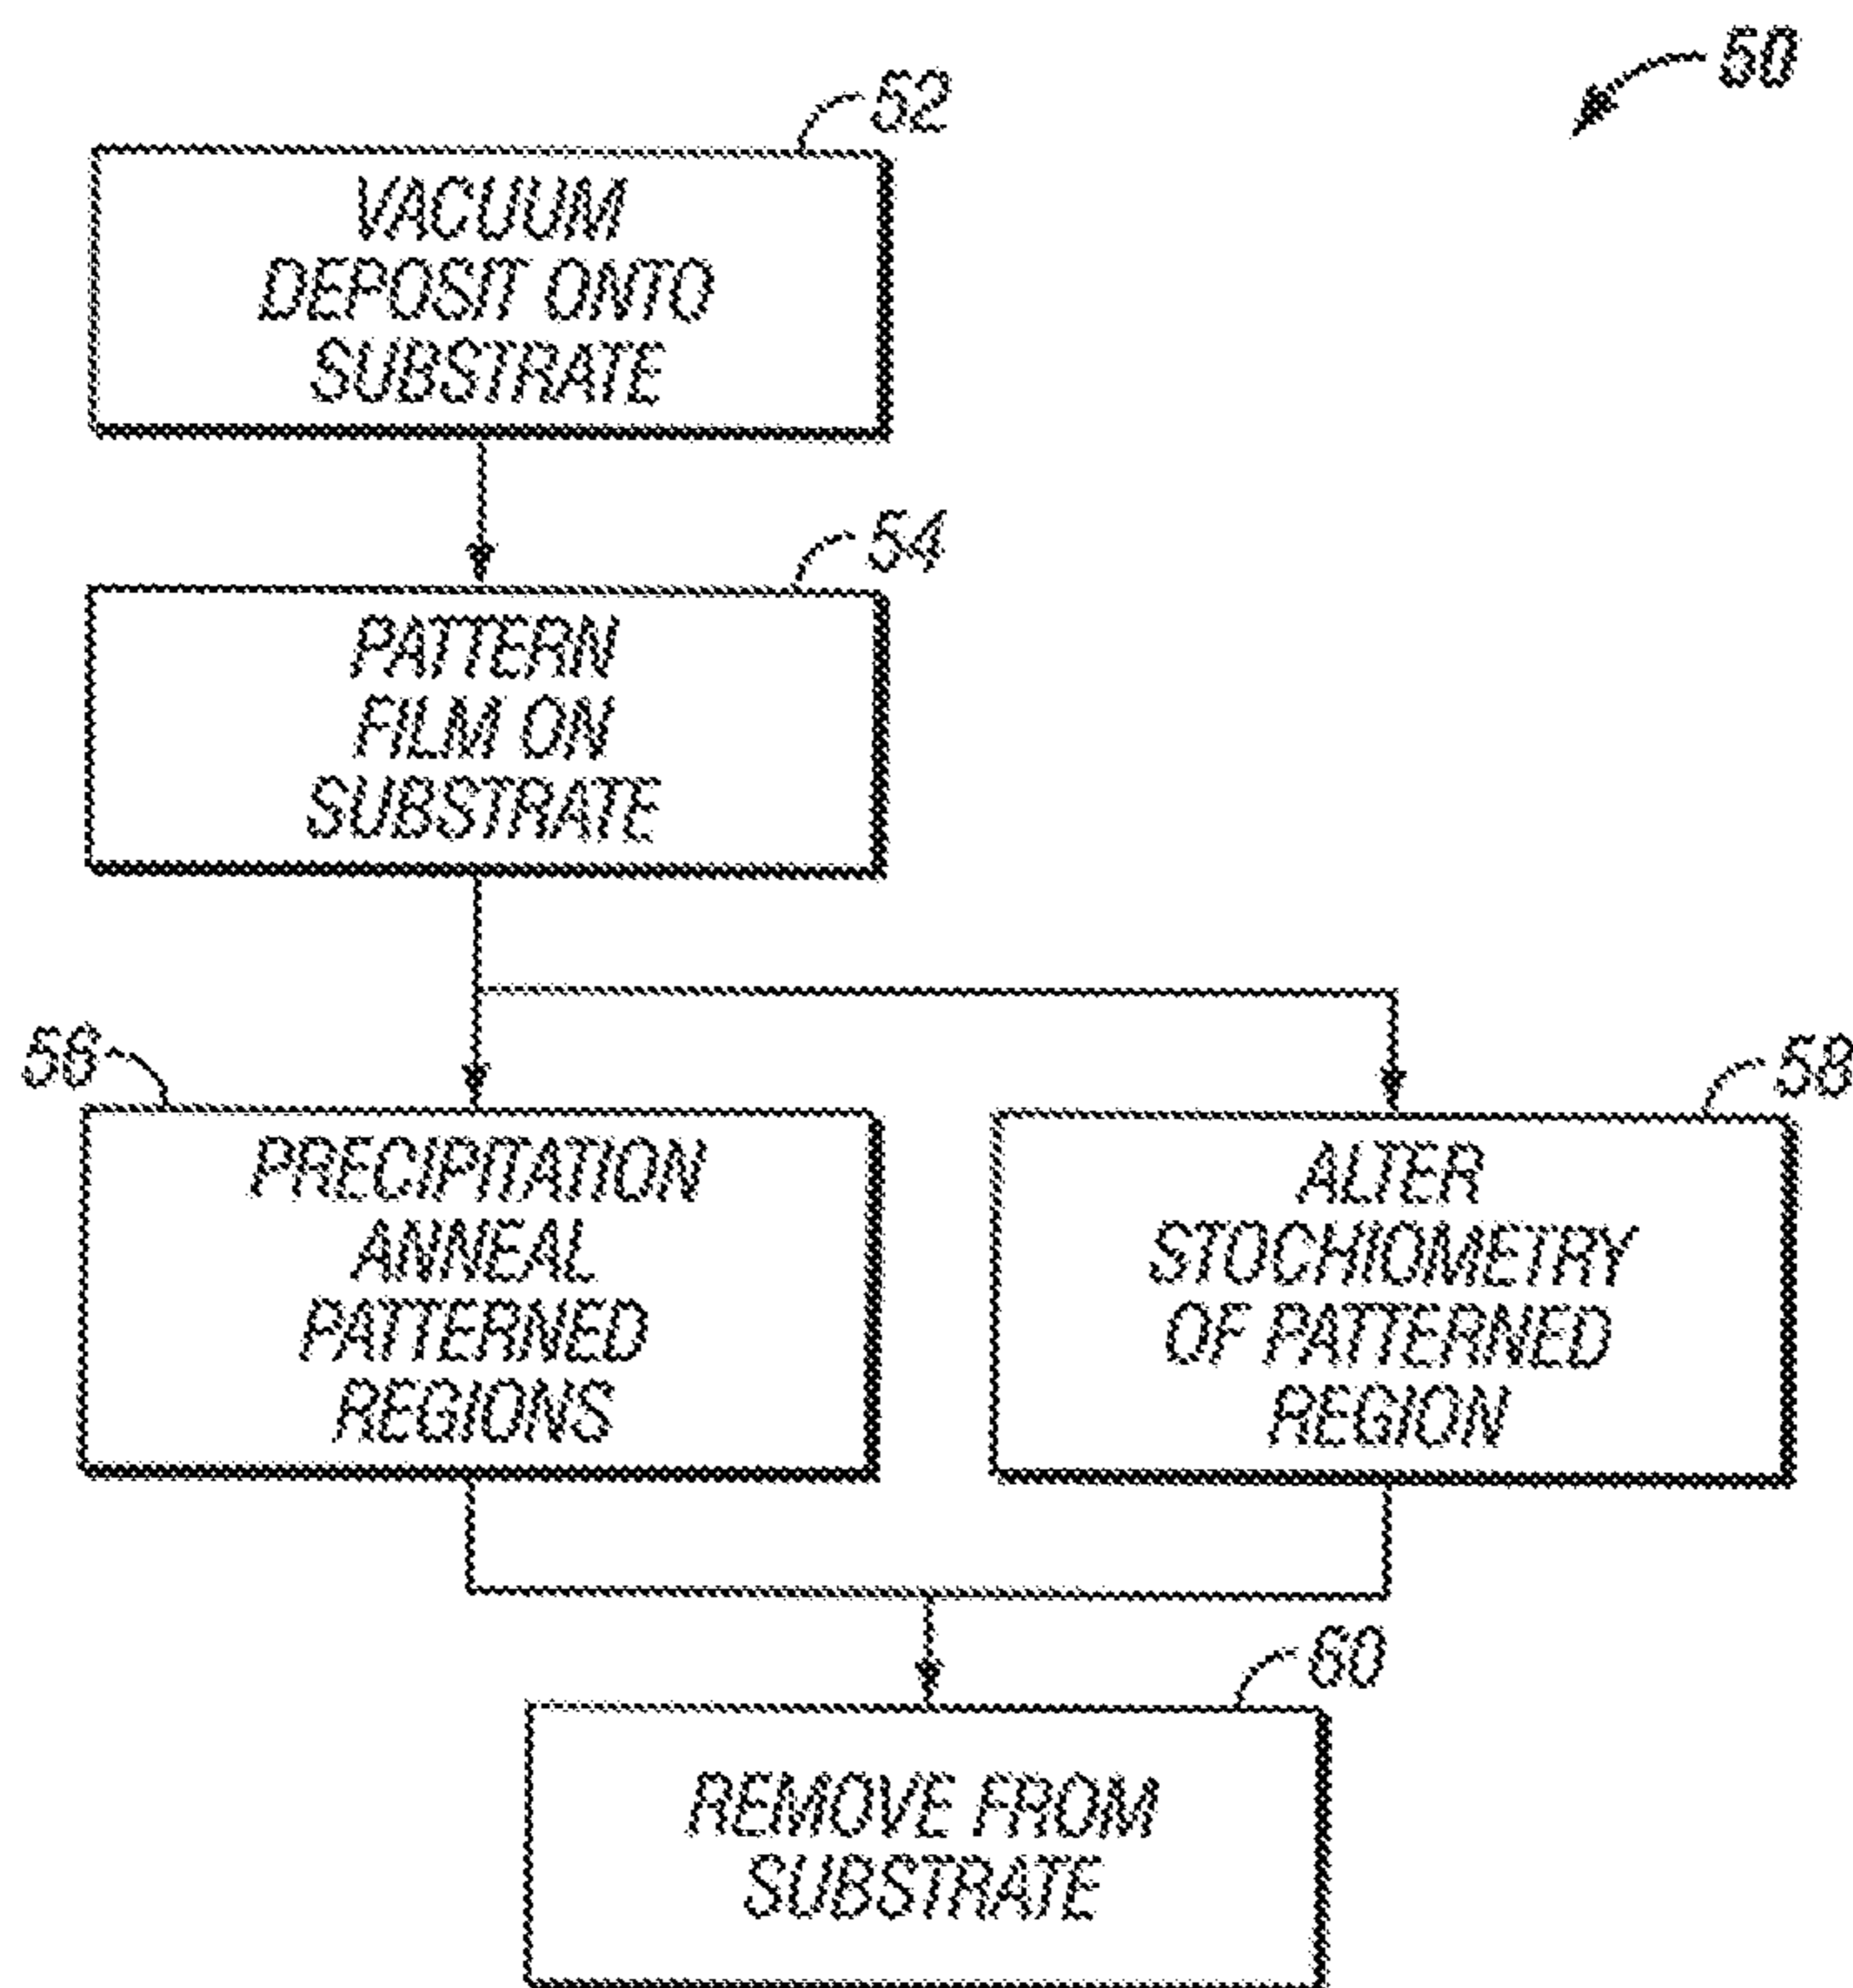 50
52
VACUUM
DEPOSIT ONTO
SUBSTRATE
54
PATTERN
FILM ON
SUBSTRATE
56
PRECIPITATION
ANNEAL
PATTERNED
REGIONS
58
ALTER
STOCHIOMETRY
OF PATTERNED
REGION
60
REMOVE FROM
SUBSTRATE